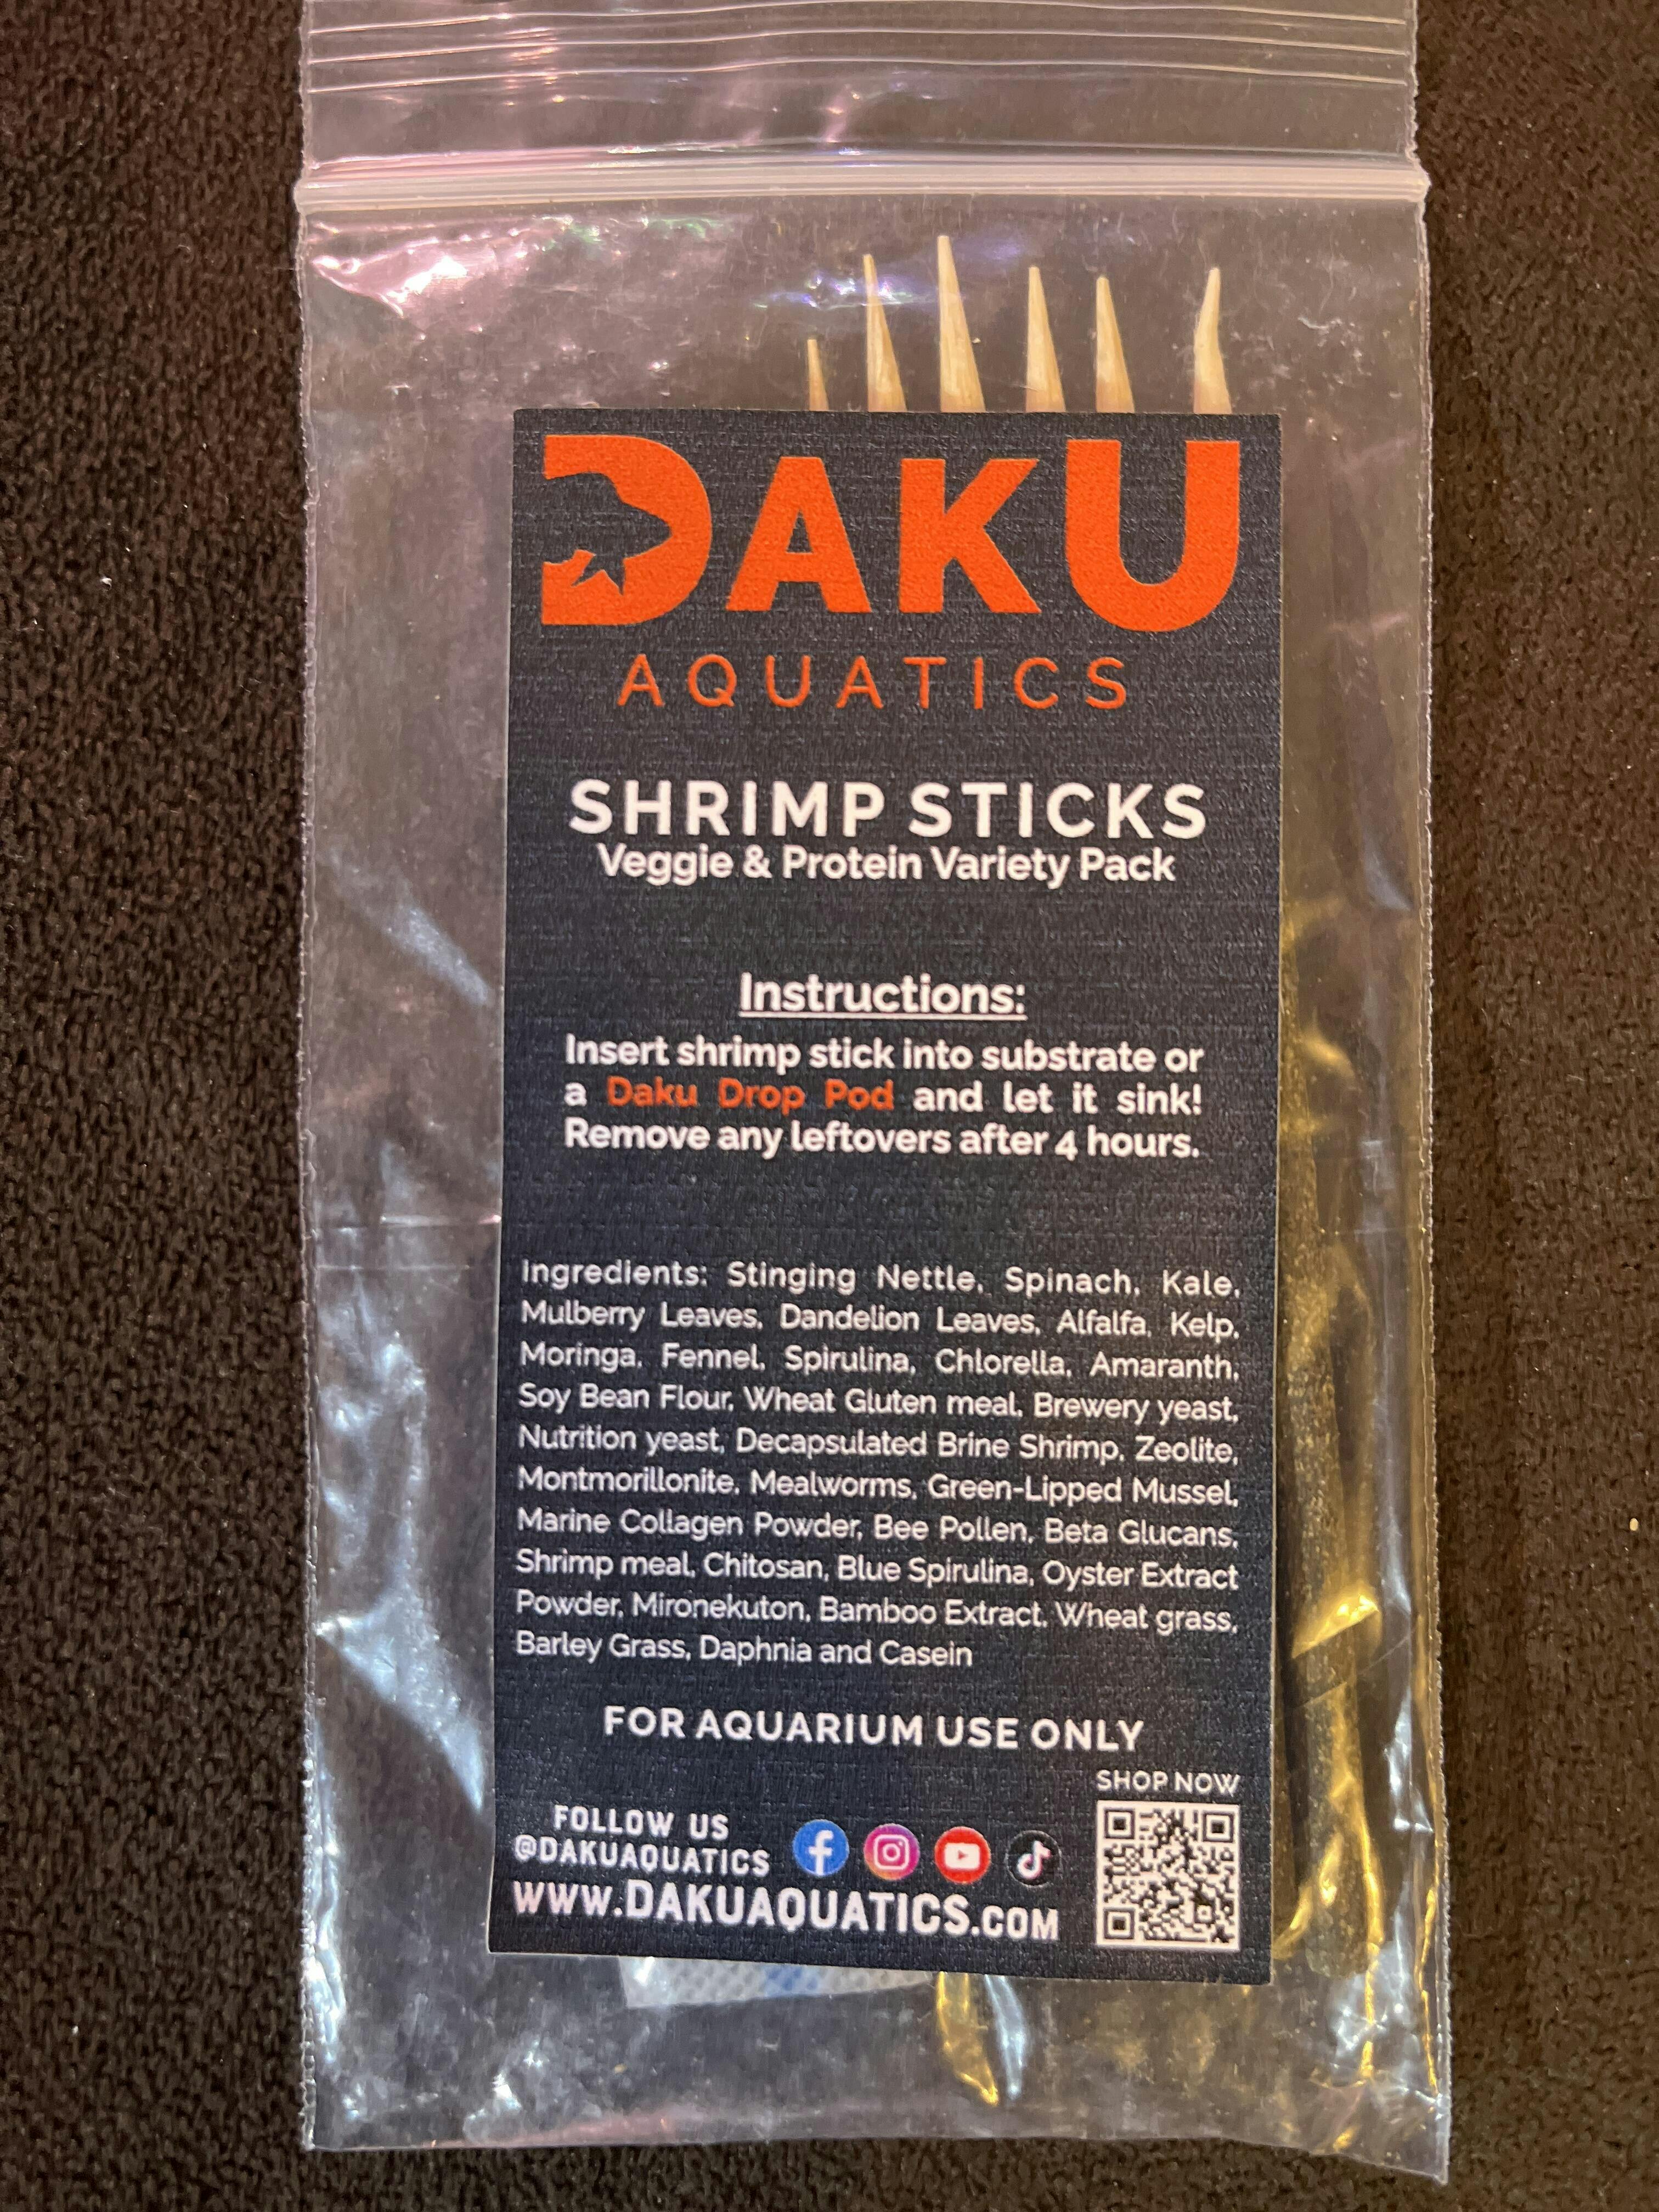 DAKU
AQUATICS
SHRIMP STICKS
Veggie & Protein Variety Pack
Instructions:
Insert shrimp stick into substrate or
a Daku Drop Pod and let it sink!
Remove any leftovers after 4 hours.
Ingredients: Stinging Nettle, Spinach, Kale,
Mulberry Leaves, Dandelion Leaves, Alfalfa, Kelp,
Moringa, Fennel, Spirulina, Chlorella, Amaranth,
Soy Bean Flour, Wheat Gluten meal, Brewery yeast,
Nutrition yeast, Decapsulated Brine Shrimp, Zeolite,
Montmorillonite, Mealworms, Green-Lipped Mussel,
Marine Collagen Powder, Bee Pollen, Beta Glucans,
Shrimp meal, Chitosan, Blue Spirulina, Oyster Extract
Powder, Mironekuton, Bamboo Extract, Wheat grass,
Barley Grass, Daphnia and Casein
FOR AQUARIUM USE ONLY
SHOP NOW
FOLLOW US
@DAKUAQUATICS
WWW.DAKUAQUATICS.COM